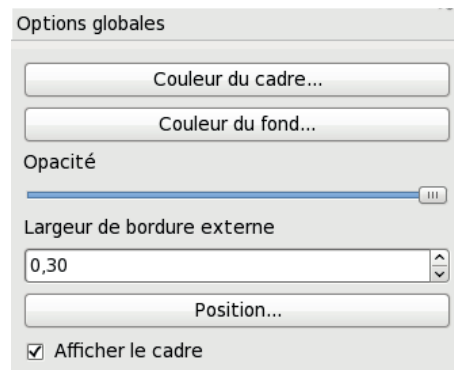 Options globales
Couleur du cadre...
Couleur du fond...
Opacité
Largeur de bordure externe
0,30
Position...
Afficher le cadre